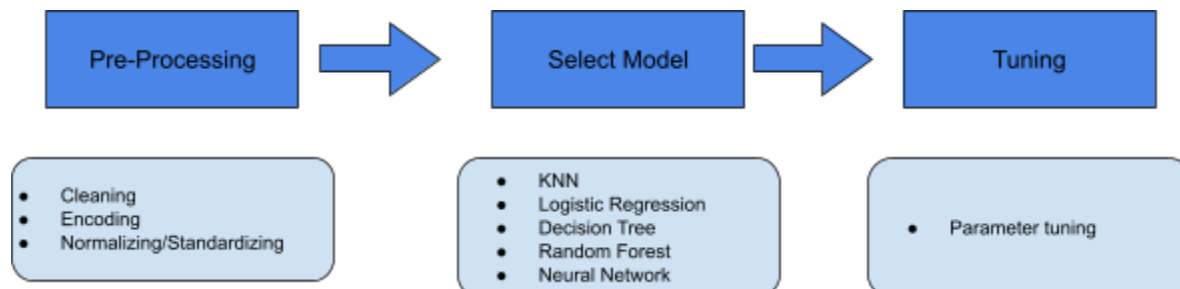 Pre-Processing
Select Model
Tuning
● Cleaning
● Encoding
● Normalizing/Standardizing
● KNN
● Logistic Regression
● Decision Tree
● Random Forest
● Neural Network
● Parameter tuning